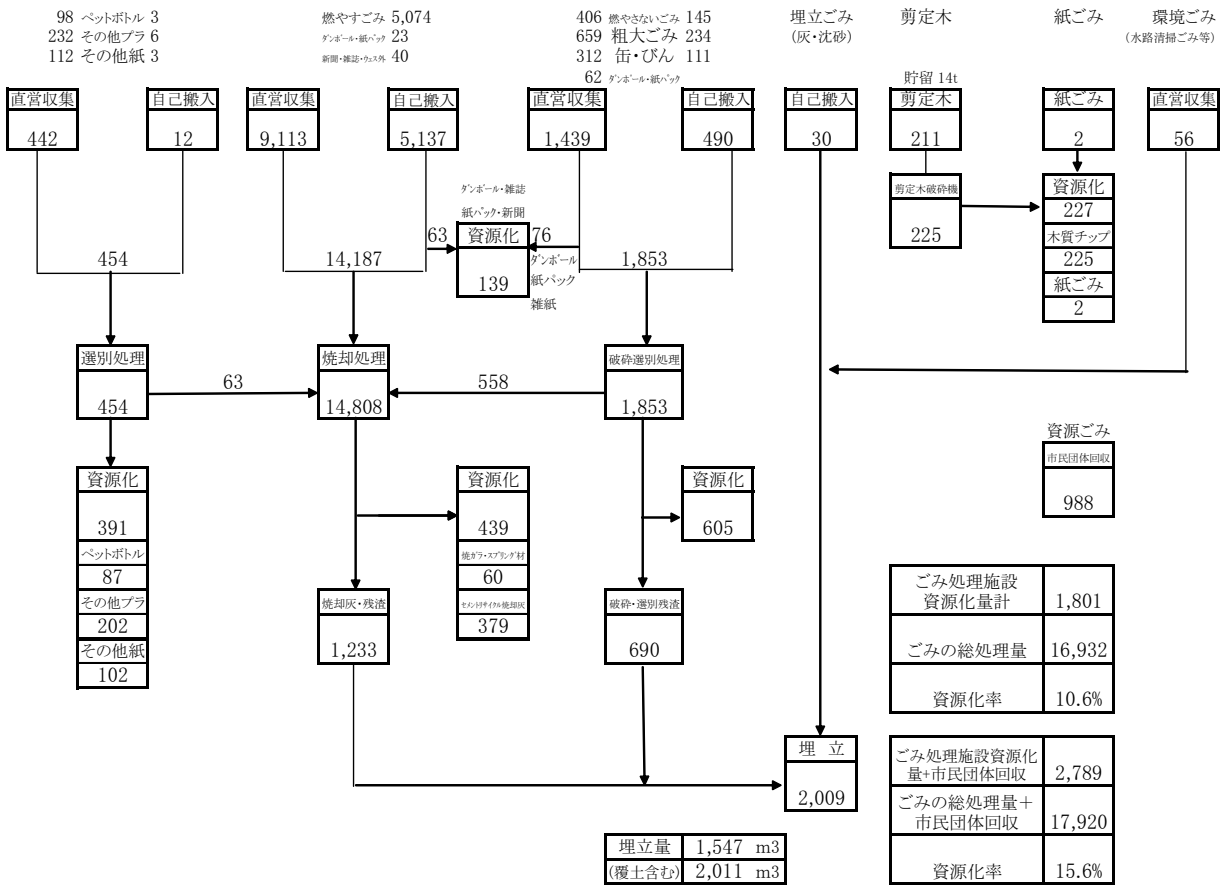 98 ペットボトル 3
232 その他プラ 6
112 その他紙 3
燃やすごみ 5,074
ダンボール・紙パック 23
新聞・雑誌・ウェス外 40
406 燃やさないごみ 145
659 粗大ごみ 234
312 缶・びん 111
62 ダンボール・紙パック
埋立ごみ
(灰・沈砂)
剪定木
貯留 14t
紙ごみ
環境ごみ
(水路清掃ごみ等)
直営収集
442
自己搬入
12
直営収集
9,113
自己搬入
5,137
直営収集
1,439
自己搬入
490
自己搬入
30
剪定木
211
紙ごみ
2
直営収集
56
ダンボール・雑誌
紙パック・新聞
63
資源化
139
76
ダンボール
紙パック
雑紙
剪定木破砕機
225
資源化
227
木質チップ
225
紙ごみ
2
454
14,187
1,853
選別処理
454
63
焼却処理
14,808
558
破砕選別処理
1,853
資源ごみ
市民団体回収
988
資源化
391
ペットボトル
87
その他プラ
202
その他紙
102
資源化
439
焼ガラ・スプリング材
60
セメントリサイクル焼却灰
379
資源化
605
焼却灰・残渣
1,233
破砕・選別残渣
690
ごみ処理施設
資源化量計 1,801
ごみの総処理量 16,932
資源化率 10.6%
埋 立
2,009
ごみ処理施設資源化
量+市民団体回収 2,789
ごみの総処理量＋
市民団体回収 17,920
資源化率 15.6%
埋立量 1,547 m3
(覆土含む) 2,011 m3